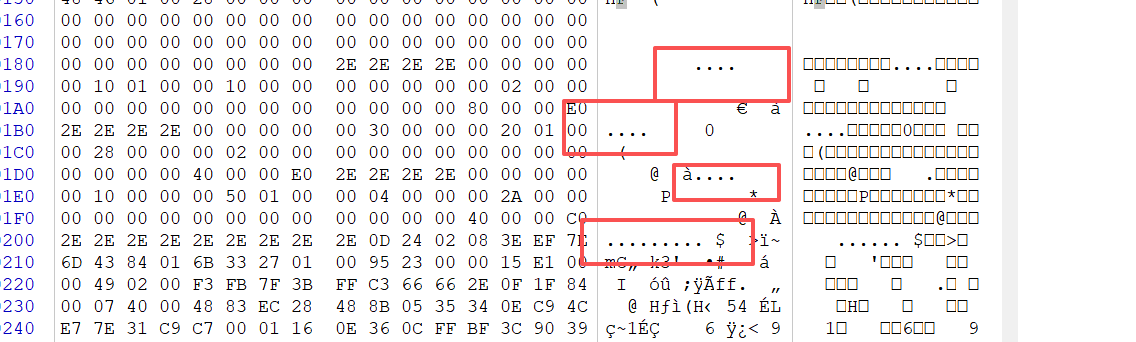 0160 00 00 00 00 00 00 00 00 00 00 00 00 00 00 00 00
0170 00 00 00 00 00 00 00 00 00 00 00 00 00 00 00 00
0180 00 00 00 00 00 00 00 00 2E 2E 2E 2E 00 00 00 00 .... ....
0190 00 10 01 00 00 10 00 00 00 00 00 00 00 02 00 00
01A0 00 00 00 00 00 00 00 00 00 00 00 00 80 00 00 E0 € à
01B0 2E 2E 2E 2E 00 00 00 00 00 30 00 00 00 20 01 00 .... 0 .... 0
01C0 00 28 00 00 00 02 00 00 00 00 00 00 00 00 00 00 ( (
01D0 00 00 00 00 40 00 00 E0 2E 2E 2E 2E 00 00 00 00 @ à.... @ .
01E0 00 10 00 00 00 50 01 00 00 04 00 00 00 2A 00 00 P * P *
01F0 00 00 00 00 00 00 00 00 00 00 00 00 40 00 00 C0 @ À @
0200 2E 2E 2E 2E 2E 2E 2E 2E 2E 0D 24 02 08 3E EF 7E ......... $ >ï~ ...... $ >
0210 6D 43 84 01 6B 33 27 01 00 95 23 00 00 15 E1 00 mC„ k3' •# á '
0220 00 49 02 00 F3 FB 7F 3B FF C3 66 66 2E 0F 1F 84 I óû ;ÿÃff. „ .
0230 00 07 40 00 48 83 EC 28 48 8B 05 35 34 0E C9 4C @ Hƒì(H‹ 54 ÉL H
0240 E7 7E 31 C9 C7 00 01 16 0E 36 0C FF BF 3C 90 39 ç~1ÉÇ 6 ÿ¿< 9 1 6 9